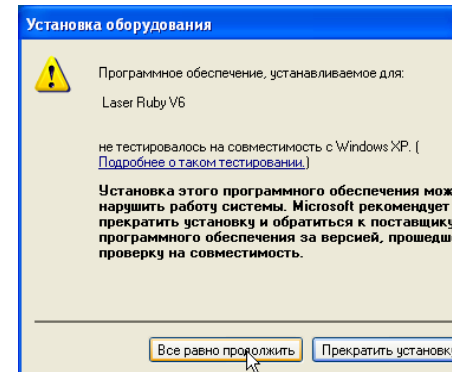 Установка оборудования
Программное обеспечение, устанавливаемое для:
Laser Ruby V6
не тестировалось на совместимость с Windows XP. (
Подробнее о таком тестировании.)
Установка этого программного обеспечения мож
нарушить работу системы. Microsoft рекомендует
прекратить установку и обратиться к поставщику
программного обеспечения за версией, прошедш
проверку на совместимость.
Все равно продолжить Прекратить установк